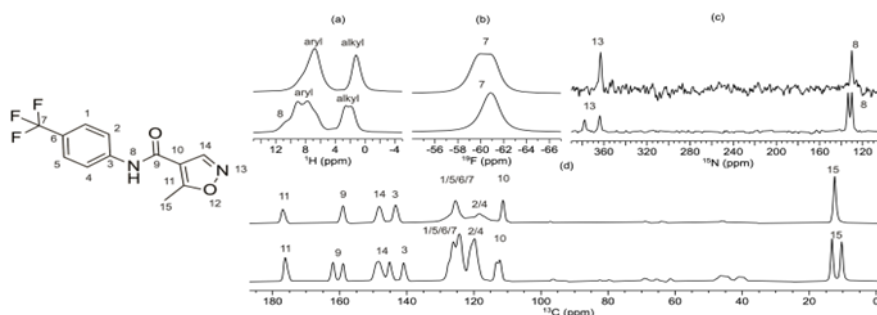 (a)
(b)
(c)
(d)
F
F
F
7
6
1
2
5
4
3
N
H
8
O
9
10
14
N 13
11
O
12
15
aryl
alkyl
8
aryl
alkyl
12 8 4 0 -4
¹H (ppm)
7
7
-56 -58 -60 -62 -64 -66
¹⁹F (ppm)
13
8
13
8
360 320 280 240 200 160 120
¹⁵N (ppm)
11
9
14
3
1/5/6/7
2/4
10
15
11
9
14
3
1/5/6/7
2/4
10
15
180 160 140 120 100 80 60 40 20 0
¹³C (ppm)